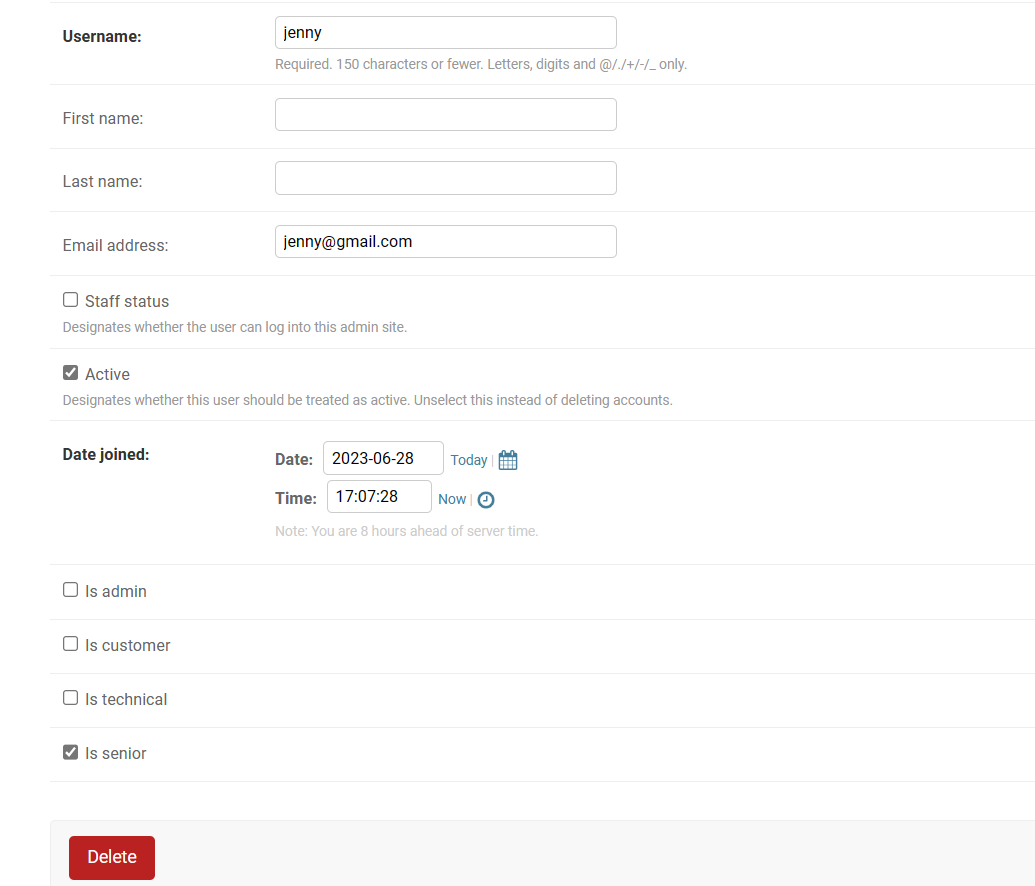 Username: jenny
Required. 150 characters or fewer. Letters, digits and @/./+/-/_ only.
First name:
Last name:
Email address: jenny@gmail.com
Staff status
Designates whether the user can log into this admin site.
Active
Designates whether this user should be treated as active. Unselect this instead of deleting accounts.
Date joined: Date: 2023-06-28 Today |
Time: 17:07:28 Now |
Note: You are 8 hours ahead of server time.
Is admin
Is customer
Is technical
Is senior
Delete